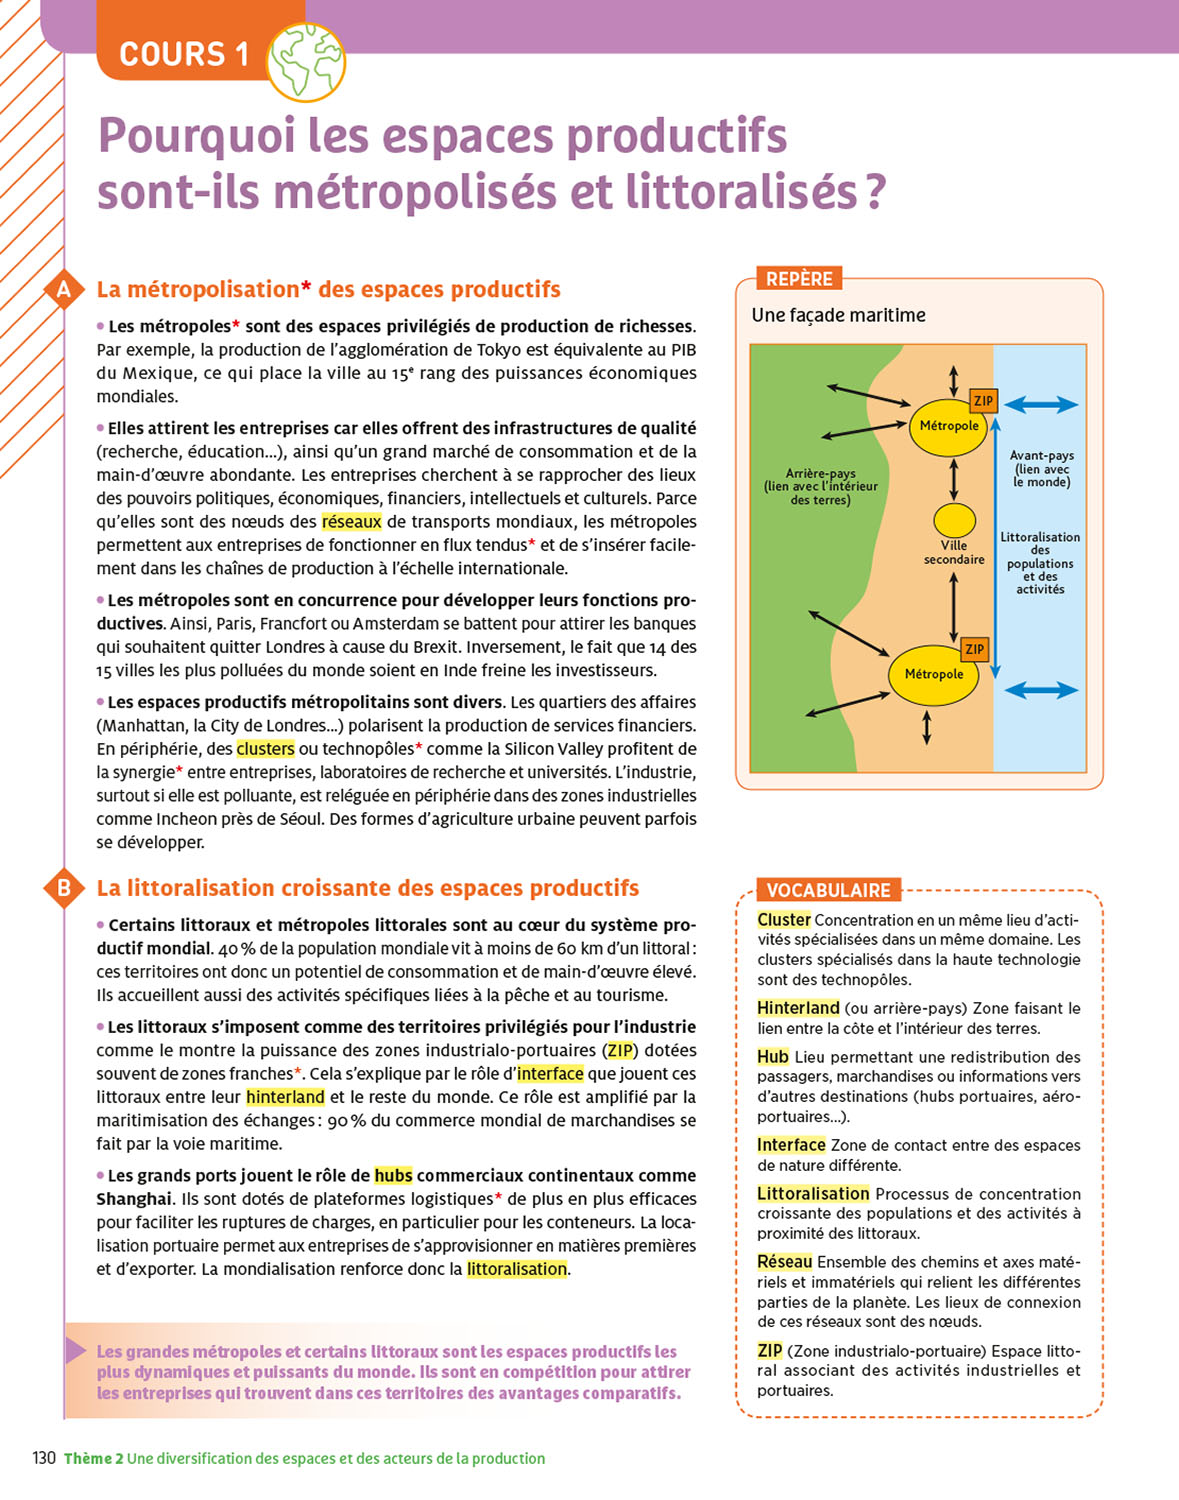 COURS 1
Pourquoi les espaces productifs
sont-ils métropolisés et littoralisés ?
A
La métropolisation* des espaces productifs
• Les métropoles* sont des espaces privilégiés de production de richesses.
Par exemple, la production de l'agglomération de Tokyo est équivalente au PIB
du Mexique, ce qui place la ville au 15e rang des puissances économiques
mondiales.
• Elles attirent les entreprises car elles offrent des infrastructures de qualité
(recherche, éducation…), ainsi qu'un grand marché de consommation et de la
main-d'œuvre abondante. Les entreprises cherchent à se rapprocher des lieux
des pouvoirs politiques, économiques, financiers, intellectuels et culturels. Parce
qu'elles sont des nœuds des réseaux de transports mondiaux, les métropoles
permettent aux entreprises de fonctionner en flux tendus* et de s'insérer facile-
ment dans les chaînes de production à l'échelle internationale.
• Les métropoles sont en concurrence pour développer leurs fonctions pro-
ductives. Ainsi, Paris, Francfort ou Amsterdam se battent pour attirer les banques
qui souhaitent quitter Londres à cause du Brexit. Inversement, le fait que 14 des
15 villes les plus polluées du monde soient en Inde freine les investisseurs.
• Les espaces productifs métropolitains sont divers. Les quartiers des affaires
(Manhattan, la City de Londres…) polarisent la production de services financiers.
En périphérie, des clusters ou technopôles* comme la Silicon Valley profitent de
la synergie* entre entreprises, laboratoires de recherche et universités. L'industrie,
surtout si elle est polluante, est reléguée en périphérie dans des zones industrielles
comme Incheon près de Séoul. Des formes d'agriculture urbaine peuvent parfois
se développer.
REPÈRE
Une façade maritime
ZIP
Métropole
Arrière-pays
(lien avec l'intérieur
des terres)
Avant-pays
(lien avec
le monde)
Ville
secondaire
Littoralisation
des
populations
et des
activités
ZIP
Métropole
B
La littoralisation croissante des espaces productifs
• Certains littoraux et métropoles littorales sont au cœur du système pro-
ductif mondial. 40 % de la population mondiale vit à moins de 60 km d'un littoral :
ces territoires ont donc un potentiel de consommation et de main-d'œuvre élevé.
Ils accueillent aussi des activités spécifiques liées à la pêche et au tourisme.
• Les littoraux s'imposent comme des territoires privilégiés pour l'industrie
comme le montre la puissance des zones industrialo-portuaires (ZIP) dotées
souvent de zones franches*. Cela s'explique par le rôle d'interface que jouent ces
littoraux entre leur hinterland et le reste du monde. Ce rôle est amplifié par la
maritimisation des échanges : 90 % du commerce mondial de marchandises se
fait par la voie maritime.
• Les grands ports jouent le rôle de hubs commerciaux continentaux comme
Shanghai. Ils sont dotés de plateformes logistiques* de plus en plus efficaces
pour faciliter les ruptures de charges, en particulier pour les conteneurs. La loca-
lisation portuaire permet aux entreprises de s'approvisionner en matières premières
et d'exporter. La mondialisation renforce donc la littoralisation.
Les grandes métropoles et certains littoraux sont les espaces productifs les
plus dynamiques et puissants du monde. Ils sont en compétition pour attirer
les entreprises qui trouvent dans ces territoires des avantages comparatifs.
VOCABULAIRE
Cluster Concentration en un même lieu d'acti-
vités spécialisées dans un même domaine. Les
clusters spécialisés dans la haute technologie
sont des technopôles.
Hinterland (ou arrière-pays) Zone faisant le
lien entre la côte et l'intérieur des terres.
Hub Lieu permettant une redistribution des
passagers, marchandises ou informations vers
d'autres destinations (hubs portuaires, aéro-
portuaires…).
Interface Zone de contact entre des espaces
de nature différente.
Littoralisation Processus de concentration
croissante des populations et des activités à
proximité des littoraux.
Réseau Ensemble des chemins et axes maté-
riels et immatériels qui relient les différentes
parties de la planète. Les lieux de connexion
de ces réseaux sont des nœuds.
ZIP (Zone industrialo-portuaire) Espace litto-
ral associant des activités industrielles et
portuaires.
130 Thème 2 Une diversification des espaces et des acteurs de la production